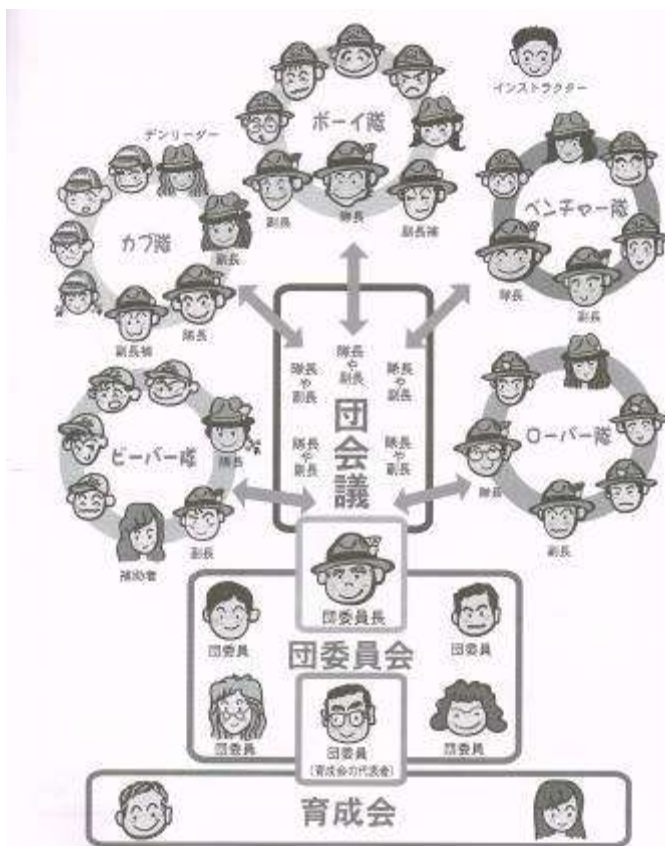 インストラクター
ボーイ隊
デンリーダー
副長
隊長
副長補
カブ隊
副長
隊長
副長補
ベンチャー隊
隊長
副長
隊長や副長
隊長や副長
隊長や副長
隊長や副長
隊長や副長
団会議
ビーバー隊
隊長
副長
補助者
ローバー隊
隊長
副長
団委員長
団委員会
団委員
団委員
団委員
団委員
団委員
(育成会の代表者)
育成会